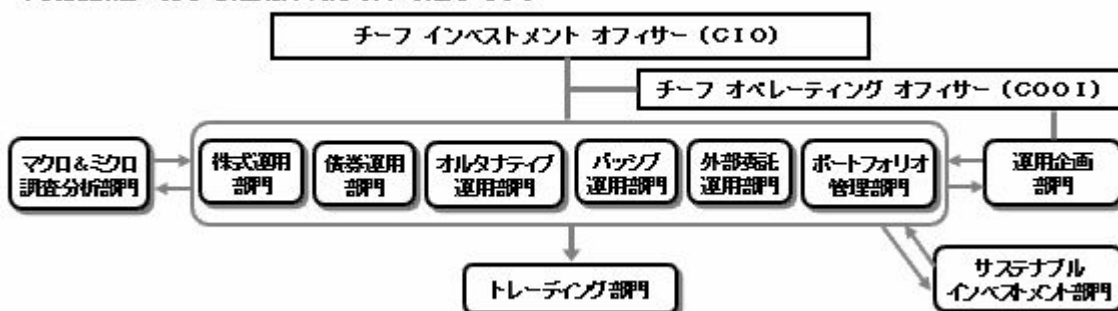 チーフ インベストメント オフィサー (CIO)
チーフ オペレーティング オフィサー (COOI)
マクロ&ミクロ
調査分析部門
株式運用
部門
債券運用
部門
オルタナティブ
運用部門
パッシブ
運用部門
外部委託
運用部門
ポートフォリオ
管理部門
運用企画
部門
トレーディング部門
サステナブル
インベストメント部門